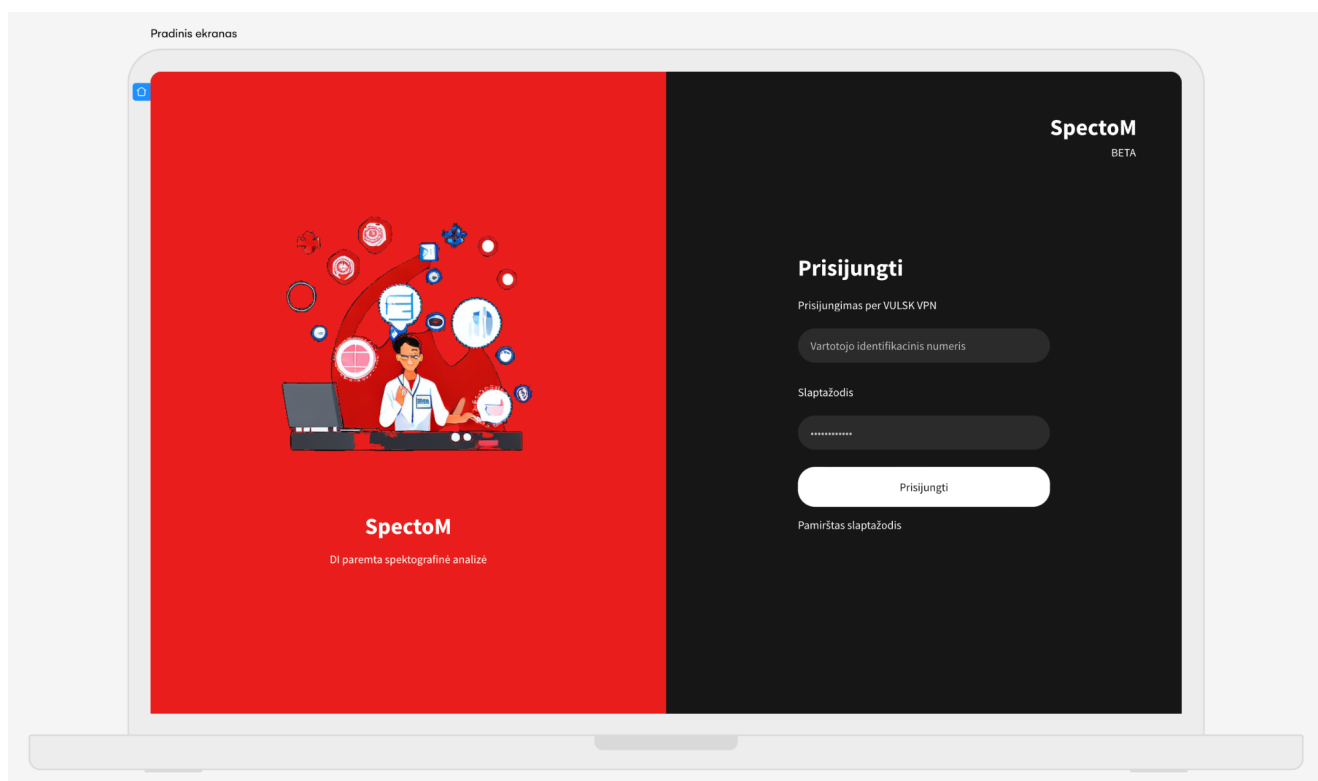 Pradinis ekranas
SpectoM
DI paremta spektografinė analizė
SpectoM
BETA
Prisijungti
Prisijungimas per VULSK VPN
Vartotojo identifikacinis numeris
Slaptažodis
••••••••••••
Prisijungti
Pamirštas slaptažodis